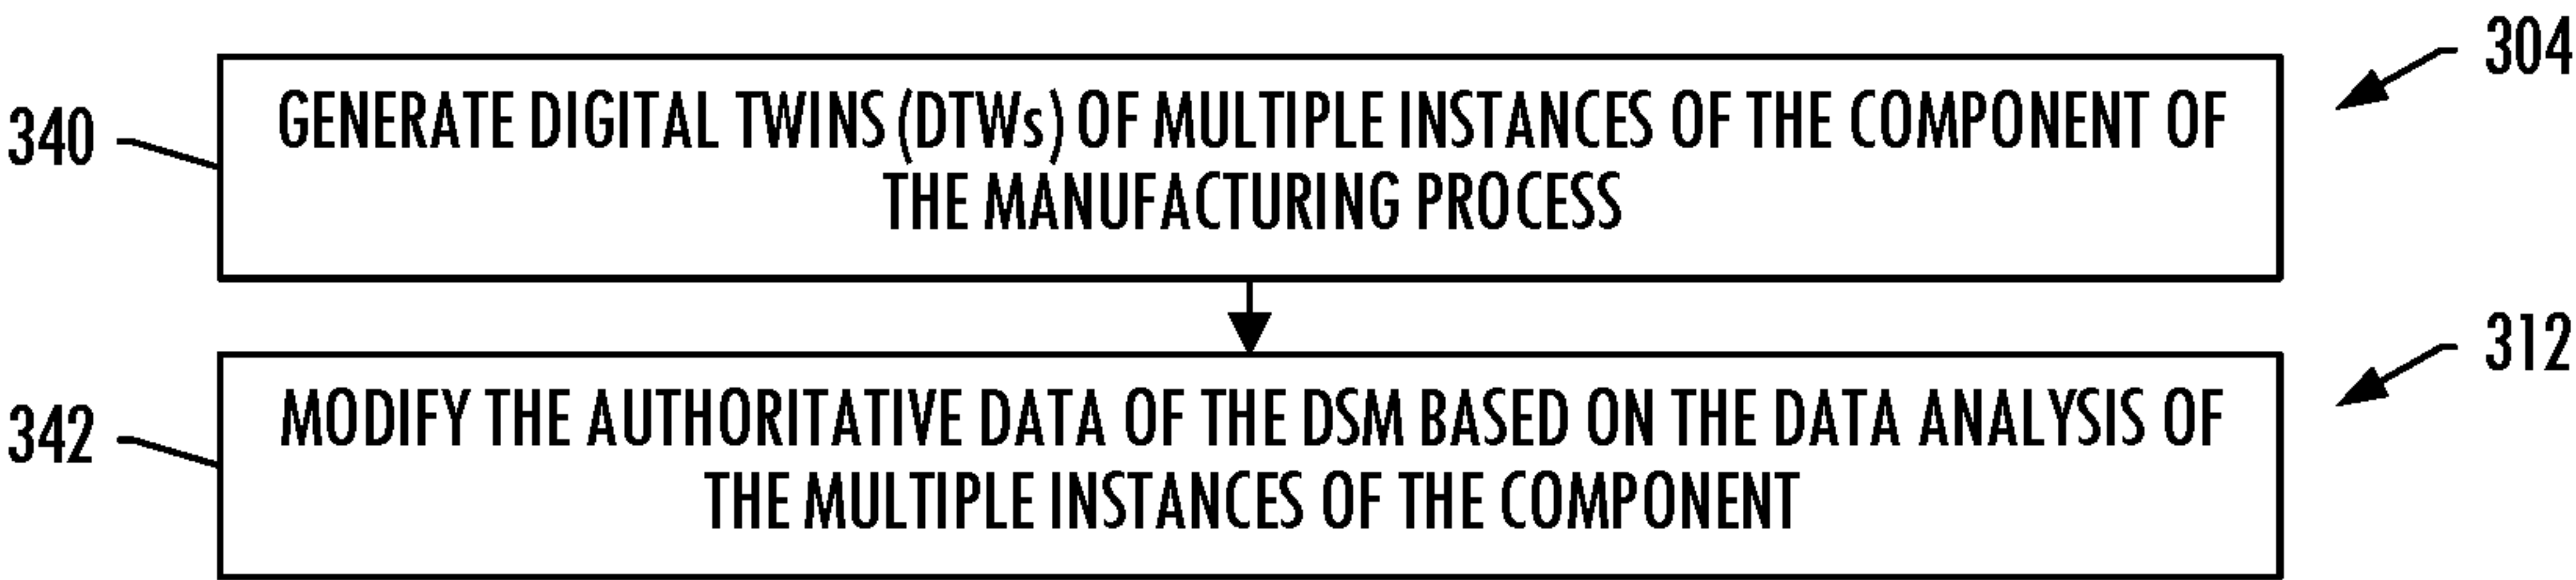 304
340
GENERATE DIGITAL TWINS (DTWs) OF MULTIPLE INSTANCES OF THE COMPONENT OF
THE MANUFACTURING PROCESS
312
342
MODIFY THE AUTHORITATIVE DATA OF THE DSM BASED ON THE DATA ANALYSIS OF
THE MULTIPLE INSTANCES OF THE COMPONENT